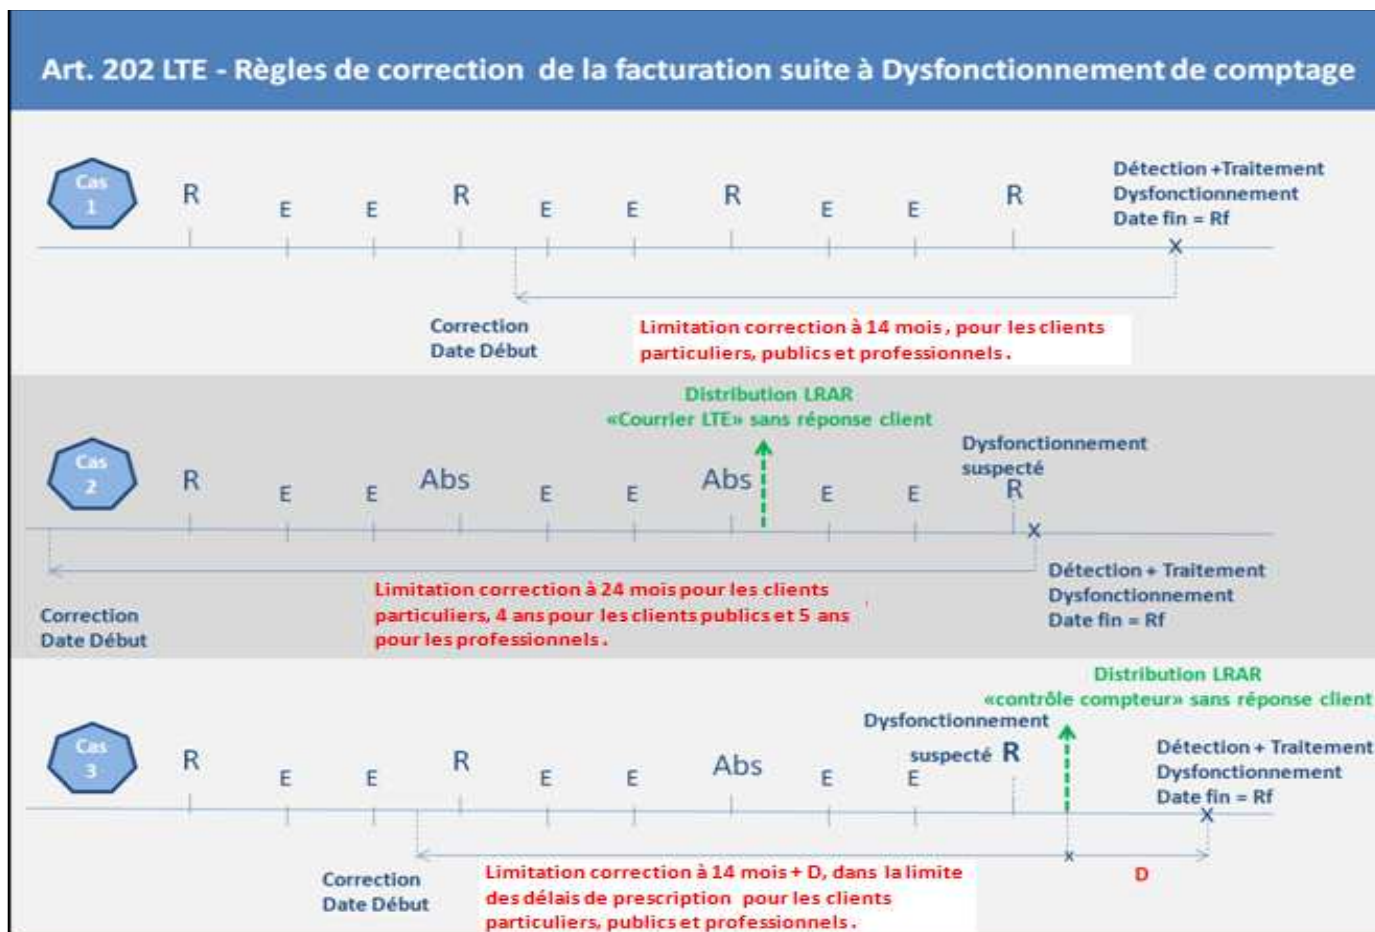 Art. 202 LTE - Règles de correction de la facturation suite à Dysfonctionnement de comptage
Cas
1
R
E
E
R
E
E
R
E
E
R
Détection +Traitement
Dysfonctionnement
Date fin = Rf
x
Correction
Date Début
Limitation correction à 14 mois, pour les clients
particuliers, publics et professionnels.
Distribution LRAR
«Courrier LTE» sans réponse client
Cas
2
R
E
E
Abs
E
E
Abs
E
E
Dysfonctionnement
suspecté
R
x
Correction
Date Début
Limitation correction à 24 mois pour les clients
particuliers, 4 ans pour les clients publics et 5 ans
pour les professionnels.
Détection + Traitement
Dysfonctionnement
Date fin = Rf
Distribution LRAR
«contrôle compteur» sans réponse client
Cas
3
R
E
E
R
E
E
Abs
E
E
Dysfonctionnement
suspecté R
Détection + Traitement
Dysfonctionnement
Date fin = Rf
x
x
D
Correction
Date Début
Limitation correction à 14 mois + D, dans la limite
des délais de prescription pour les clients
particuliers, publics et professionnels.